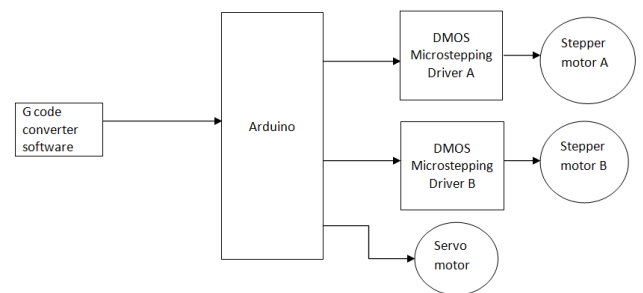 G code
converter
software
Arduino
DMOS
Microstepping
Driver A
Stepper
motor A
DMOS
Microstepping
Driver B
Stepper
motor B
Servo
motor